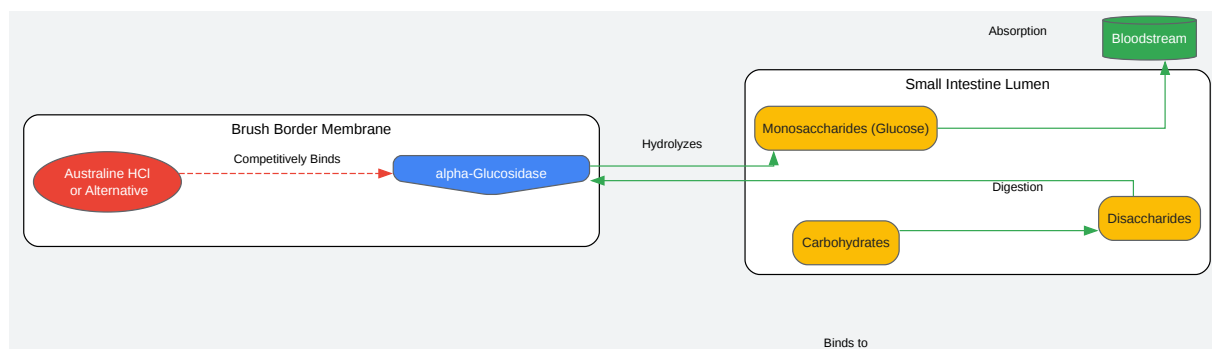 Absorption
Bloodstream
Small Intestine Lumen
Monosaccharides (Glucose)
Brush Border Membrane
Hydrolyzes
Competitively Binds
Australine HCl
or Alternative
alpha-Glucosidase
Digestion
Disaccharides
Carbohydrates
Binds to